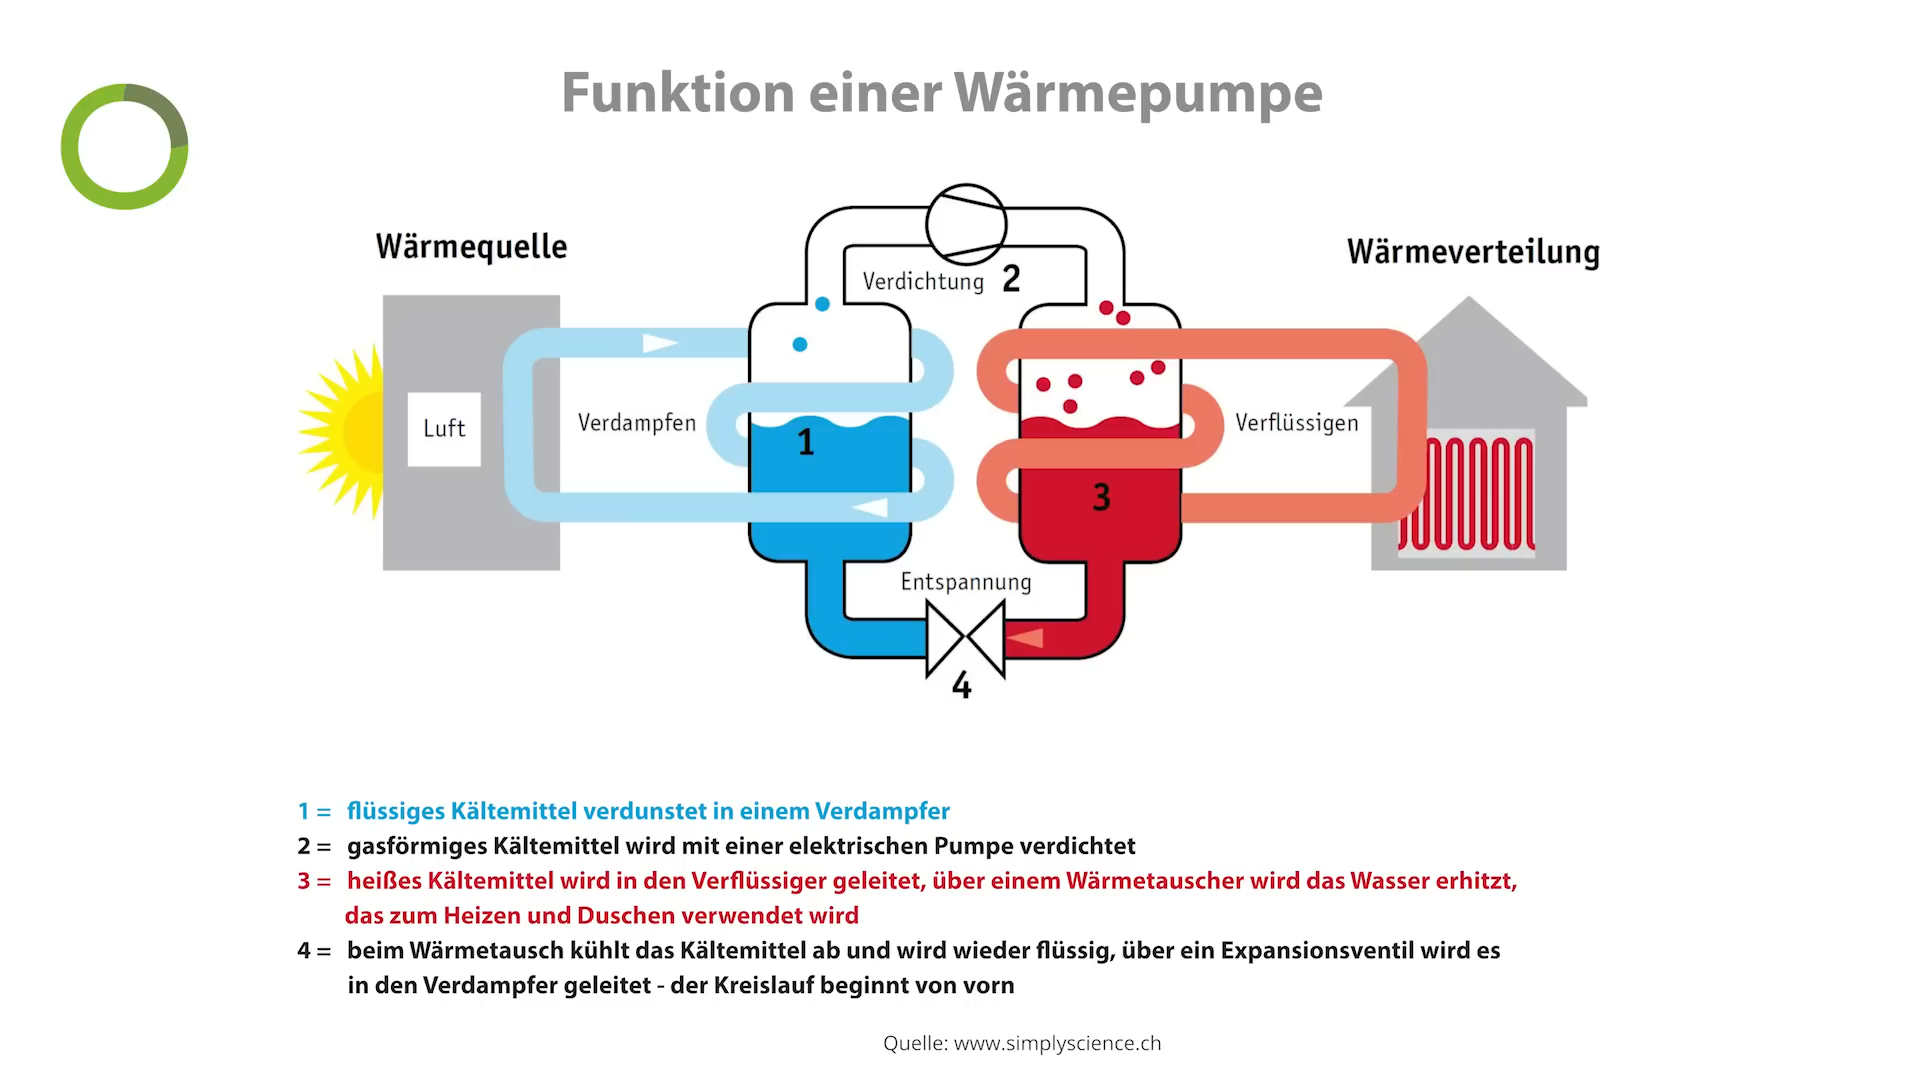 Funktion einer Wärmepumpe
Wärmequelle
Wärmeverteilung
Verdichtung 2
Luft
Verdampfen
1
Verflüssigen
3
Entspannung
4
1 = flüssiges Kältemittel verdunstet in einem Verdampfer
2 = gasförmiges Kältemittel wird mit einer elektrischen Pumpe verdichtet
3 = heißes Kältemittel wird in den Verflüssiger geleitet, über einem Wärmetauscher wird das Wasser erhitzt,
das zum Heizen und Duschen verwendet wird
4 = beim Wärmetausch kühlt das Kältemittel ab und wird wieder flüssig, über ein Expansionsventil wird es
in den Verdampfer geleitet - der Kreislauf beginnt von vorn
Quelle: www.simplyscience.ch